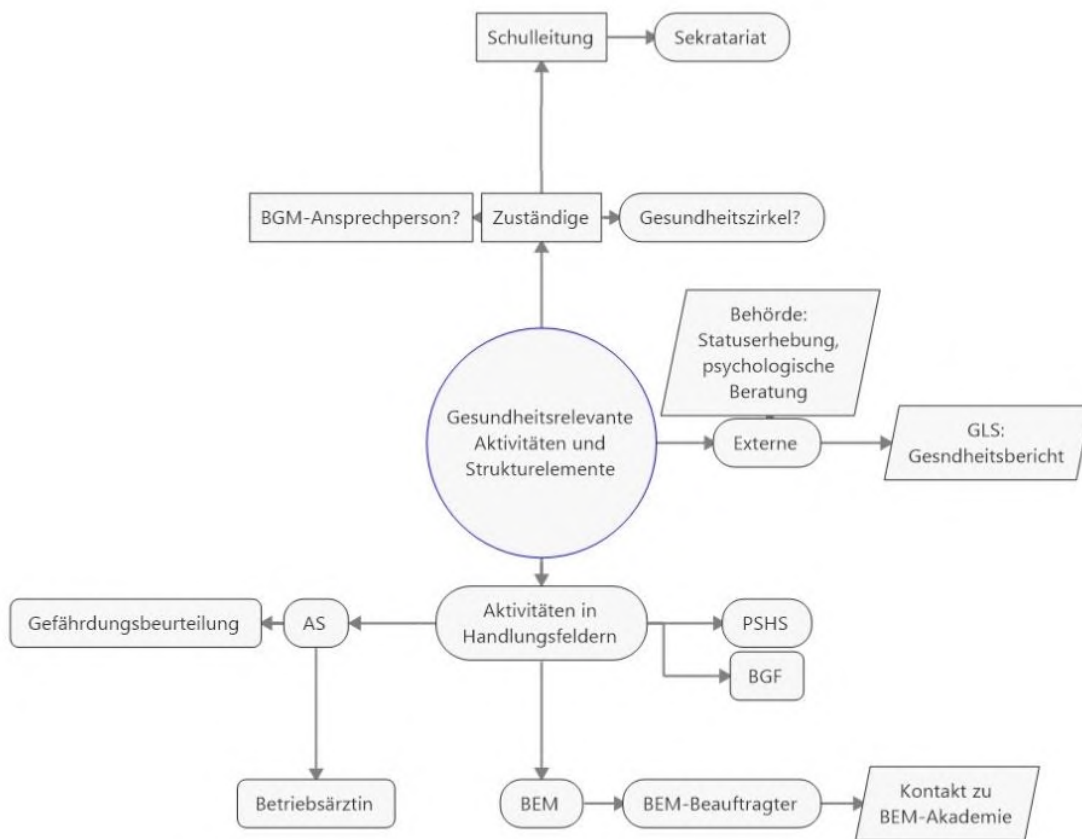 Schulleitung
Sekratariat
BGM-Ansprechperson?
Zuständige
Gesundheitszirkel?
Behörde:
Statuserhebung,
psychologische
Beratung
Gesundheitsrelevante
Aktivitäten und
Strukturelemente
Externe
GLS:
Gesndheitsbericht
Gefährdungsbeurteilung
AS
Aktivitäten in
Handlungsfeldern
PSHS
BGF
Betriebsärztin
BEM
BEM-Beauftragter
Kontakt zu
BEM-Akademie